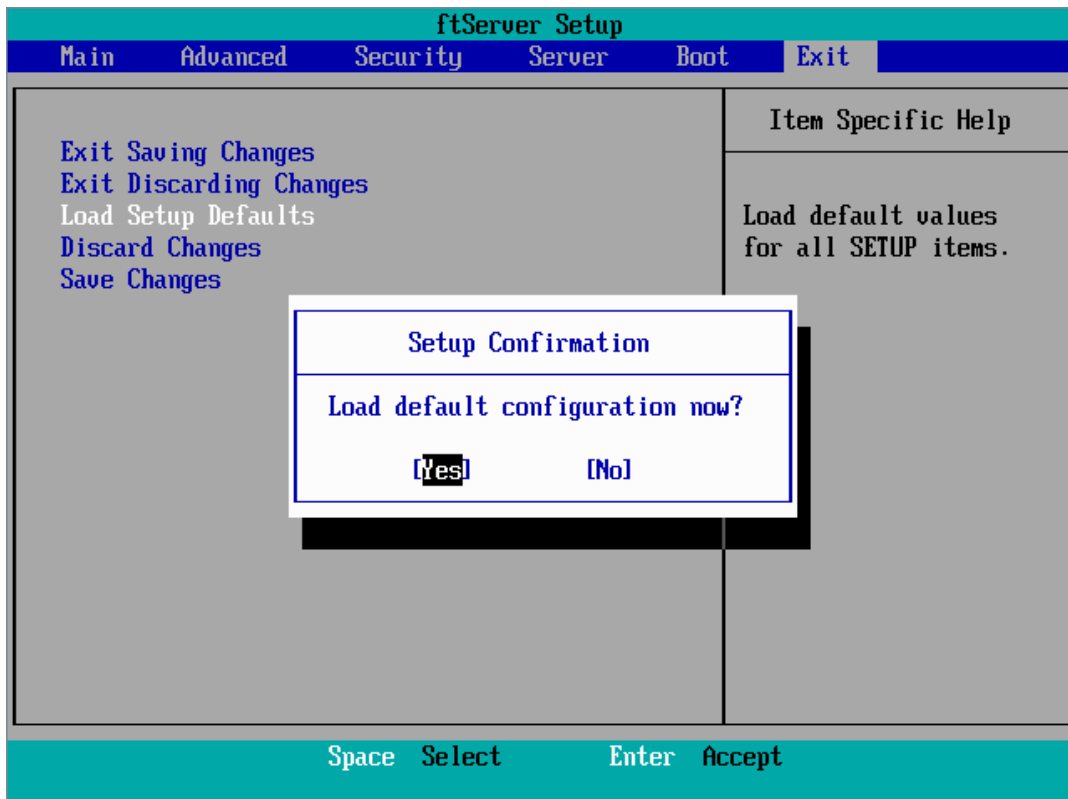 ftServer Setup
Main Advanced Security Server Boot Exit
Item Specific Help
Exit Saving Changes
Exit Discarding Changes
Load Setup Defaults
Discard Changes
Save Changes
Load default values
for all SETUP items.
Setup Confirmation
Load default configuration now?
[Yes] [No]
Space Select Enter Accept